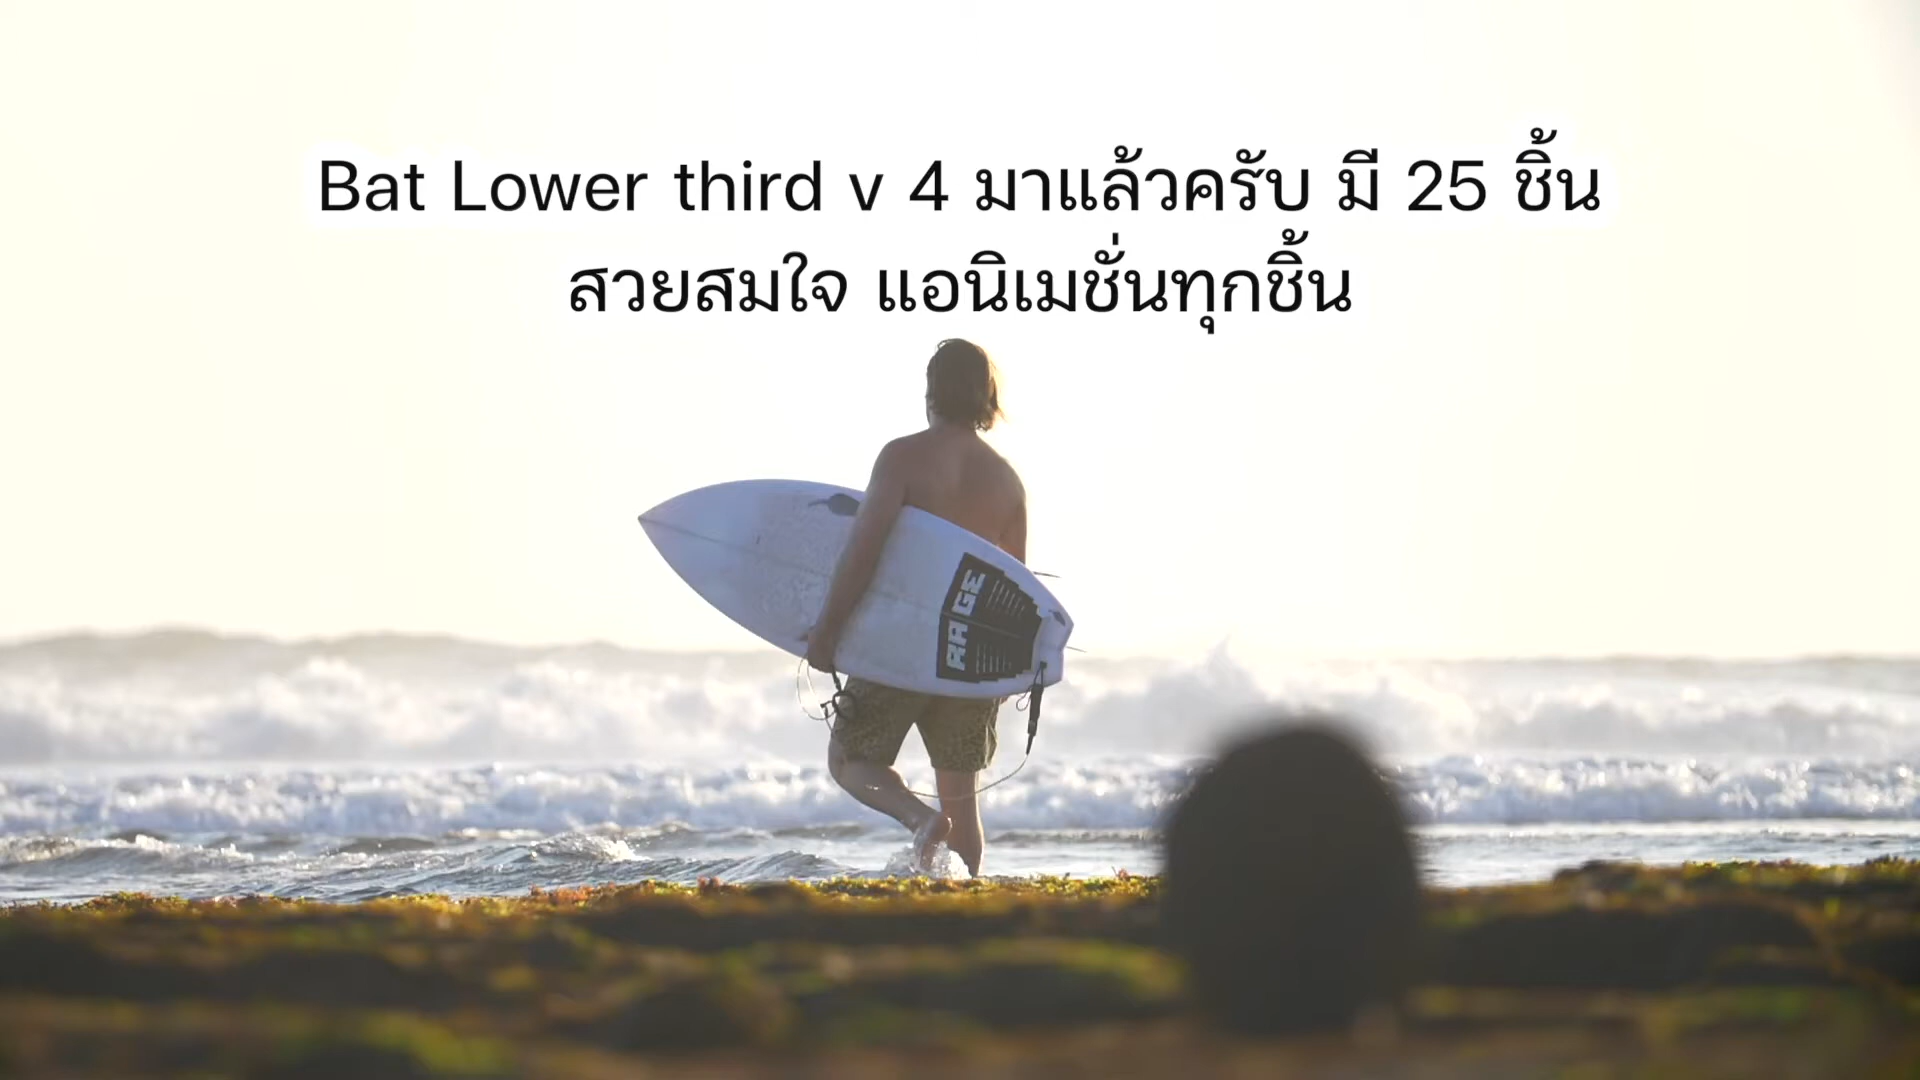 Bat Lower third v 4 มาแล้วครับ มี 25 ชิ้น
สวยสมใจ แอนิเมชั่นทุกชิ้น
RAGE